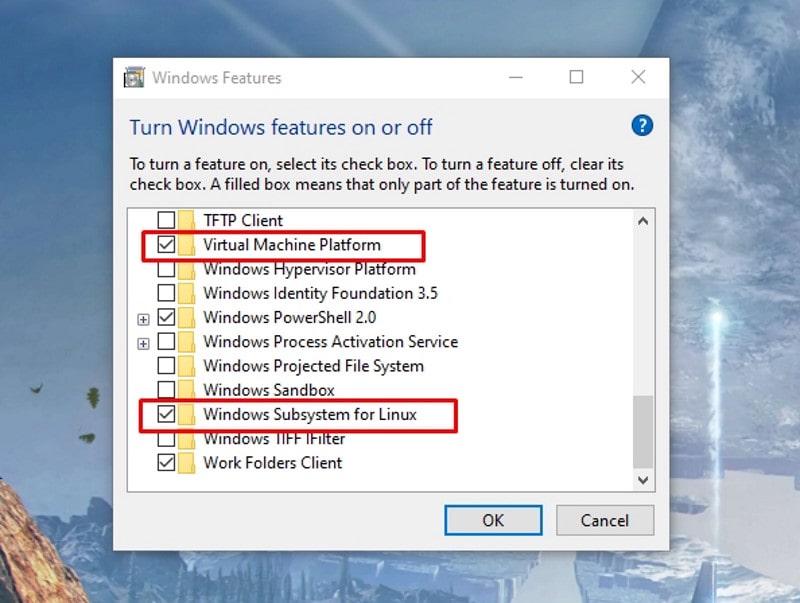 Windows Features
Turn Windows features on or off
?
To turn a feature on, select its check box. To turn a feature off, clear its
check box. A filled box means that only part of the feature is turned on.
TFTP Client
Virtual Machine Platform
Windows Hypervisor Platform
Windows Identity Foundation 3.5
Windows PowerShell 2.0
Windows Process Activation Service
Windows Projected File System
Windows Sandbox
Windows Subsystem for Linux
Windows TIFF IFilter
Work Folders Client
OK
Cancel